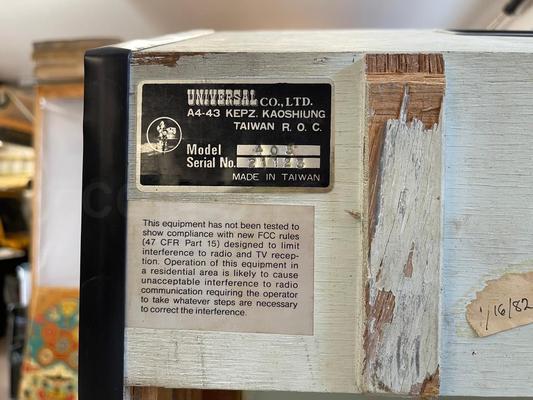 UNIVERSAL CO., LTD.
A4-43 KEPZ. KAOSHIUNG
TAIWAN R. O. C.
Model 405
Serial No. 21123
MADE IN TAIWAN
This equipment has not been tested to
show compliance with new FCC rules
(47 CFR Part 15) designed to limit
interference to radio and TV recep-
tion. Operation of this equipment in
a residential area is likely to cause
unacceptable interference to radio
communication requiring the operator
to take whatever steps are necessary
to correct the interference.
1/16/82